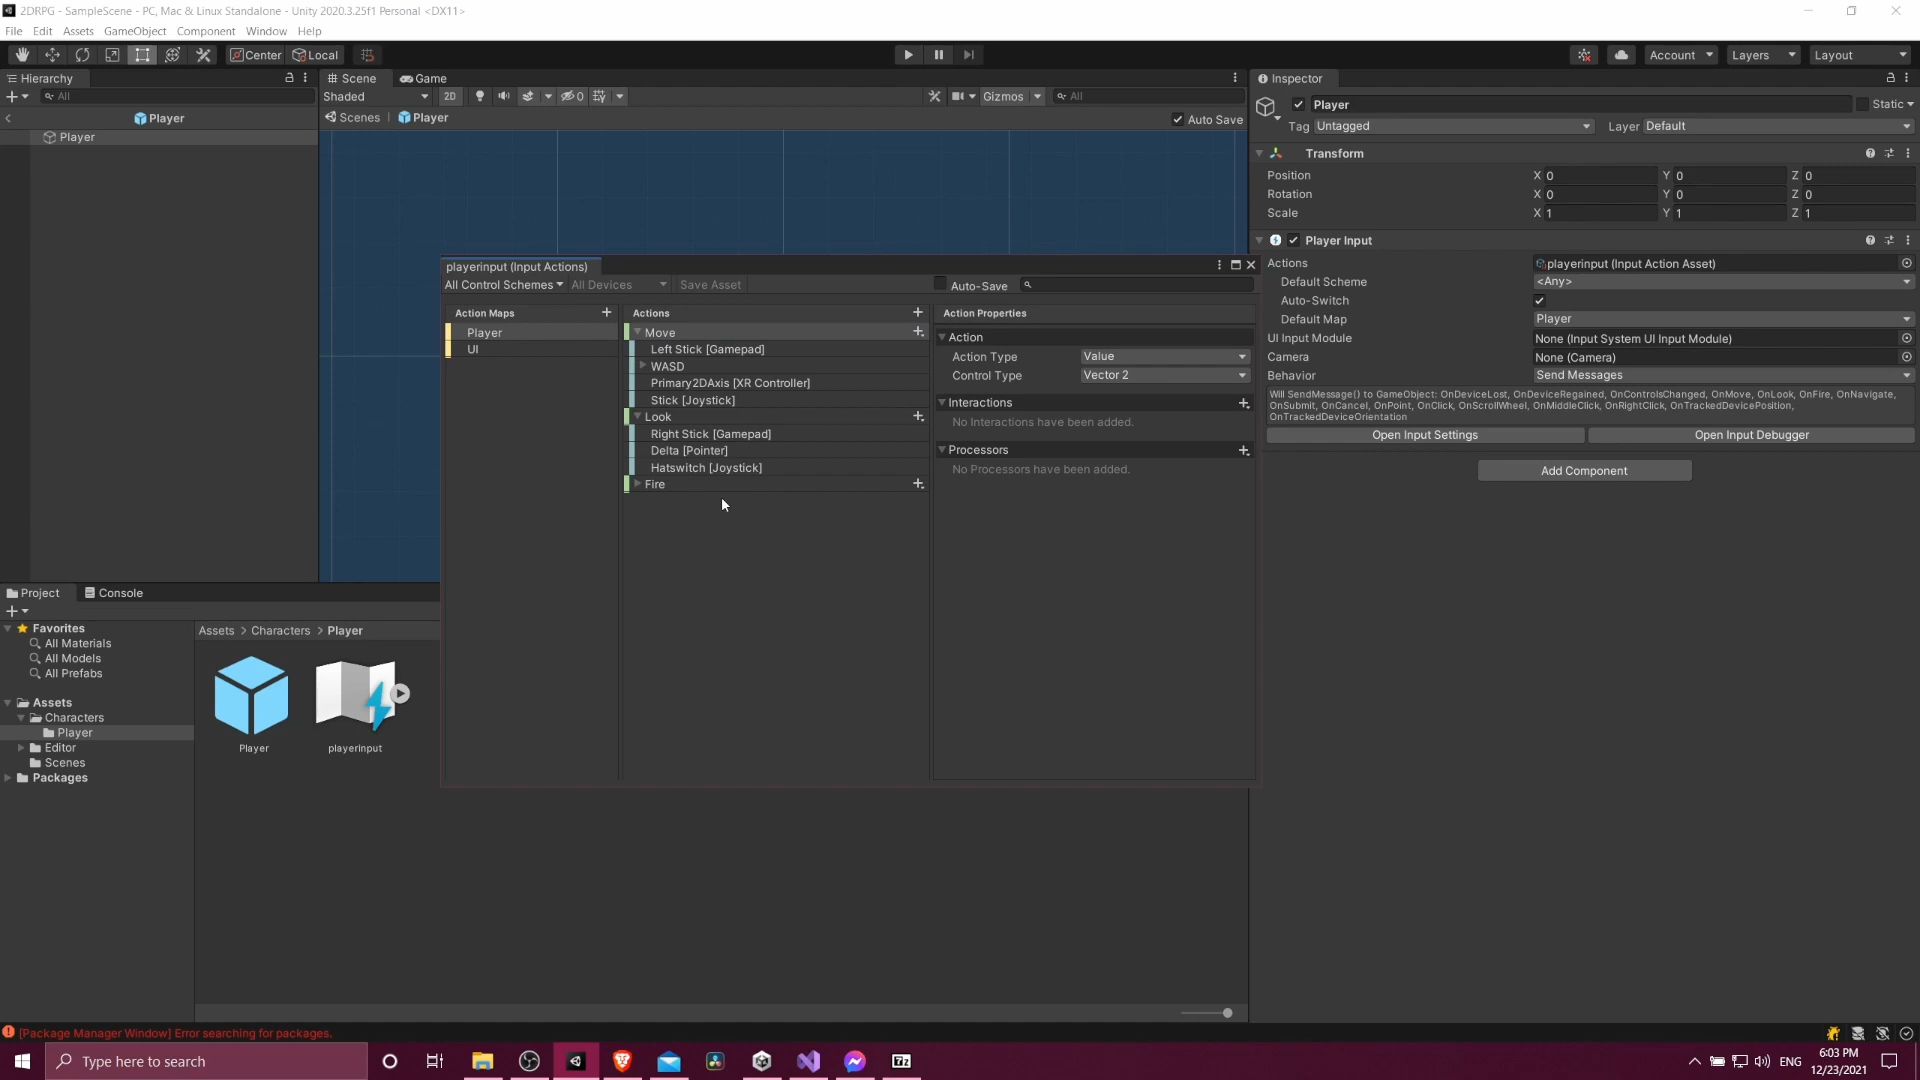 2DRPG - SampleScene - PC, Mac & Linux Standalone - Unity 2020.3.25f1 Personal <DX11>
File Edit Assets GameObject Component Window Help
Center Local
Account Layers Layout
Hierarchy
All
Player
Player
Scene Game
Shaded 2D 0 Gizmos All
Scenes | Player Auto Save
playerinput (Input Actions)
All Control Schemes All Devices Save Asset Auto-Save
Action Maps
Player
UI
Actions
Move
Left Stick [Gamepad]
WASD
Primary2DAxis [XR Controller]
Stick [Joystick]
Look
Right Stick [Gamepad]
Delta [Pointer]
Hatswitch [Joystick]
Fire
Action Properties
Action
Action Type Value
Control Type Vector 2
Interactions
No Interactions have been added.
Processors
No Processors have been added.
Inspector
Player Static
Tag Untagged Layer Default
Transform
Position X 0 Y 0 Z 0
Rotation X 0 Y 0 Z 0
Scale X 1 Y 1 Z 1
Player Input
Actions playerinput (Input Action Asset)
Default Scheme <Any>
Auto-Switch
Default Map Player
UI Input Module None (Input System UI Input Module)
Camera None (Camera)
Behavior Send Messages
Will SendMessage() to GameObject: OnDeviceLost, OnDeviceRegained, OnControlsChanged, OnMove, OnLook, OnFire, OnNavigate,
OnSubmit, OnCancel, OnPoint, OnClick, OnScrollWheel, OnMiddleClick, OnRightClick, OnTrackedDevicePosition,
OnTrackedDeviceOrientation
Open Input Settings Open Input Debugger
Add Component
Project Console
Favorites
All Materials
All Models
All Prefabs
Assets
Characters
Player
Editor
Scenes
Packages
Assets > Characters > Player
Player playerinput
[Package Manager Window] Error searching for packages.
Type here to search
ENG
6:03 PM
12/23/2021